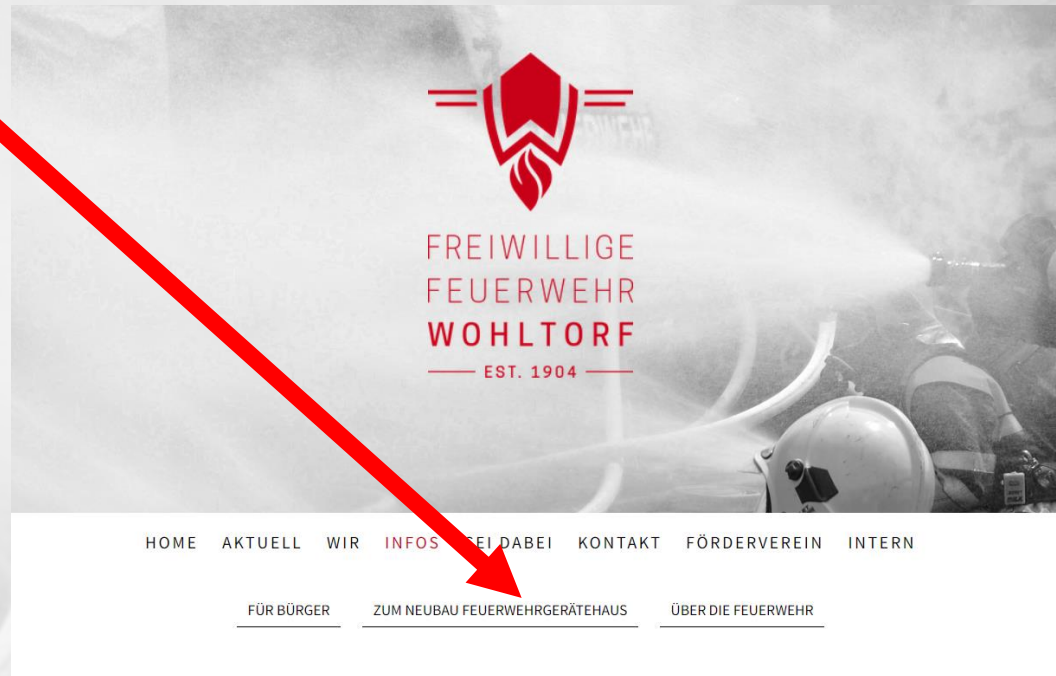 FREIWILLIGE
FEUERWEHR
WOHLTORF
EST. 1904
HOME AKTUELL WIR INFOS SEI DABEI KONTAKT FÖRDERVEREIN INTERN
FÜR BÜRGER ZUM NEUBAU FEUERWEHRGERÄTEHAUS ÜBER DIE FEUERWEHR